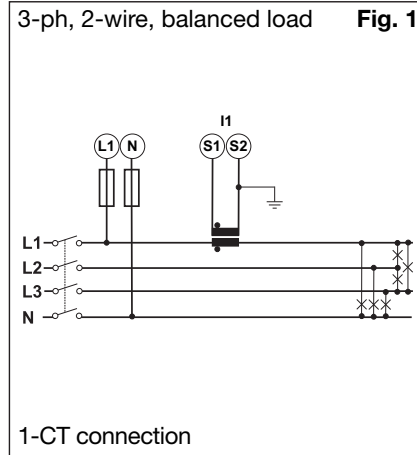 3-ph, 2-wire, balanced load Fig. 1
I1
L1 N S1 S2
L1
L2
L3
N
1-CT connection